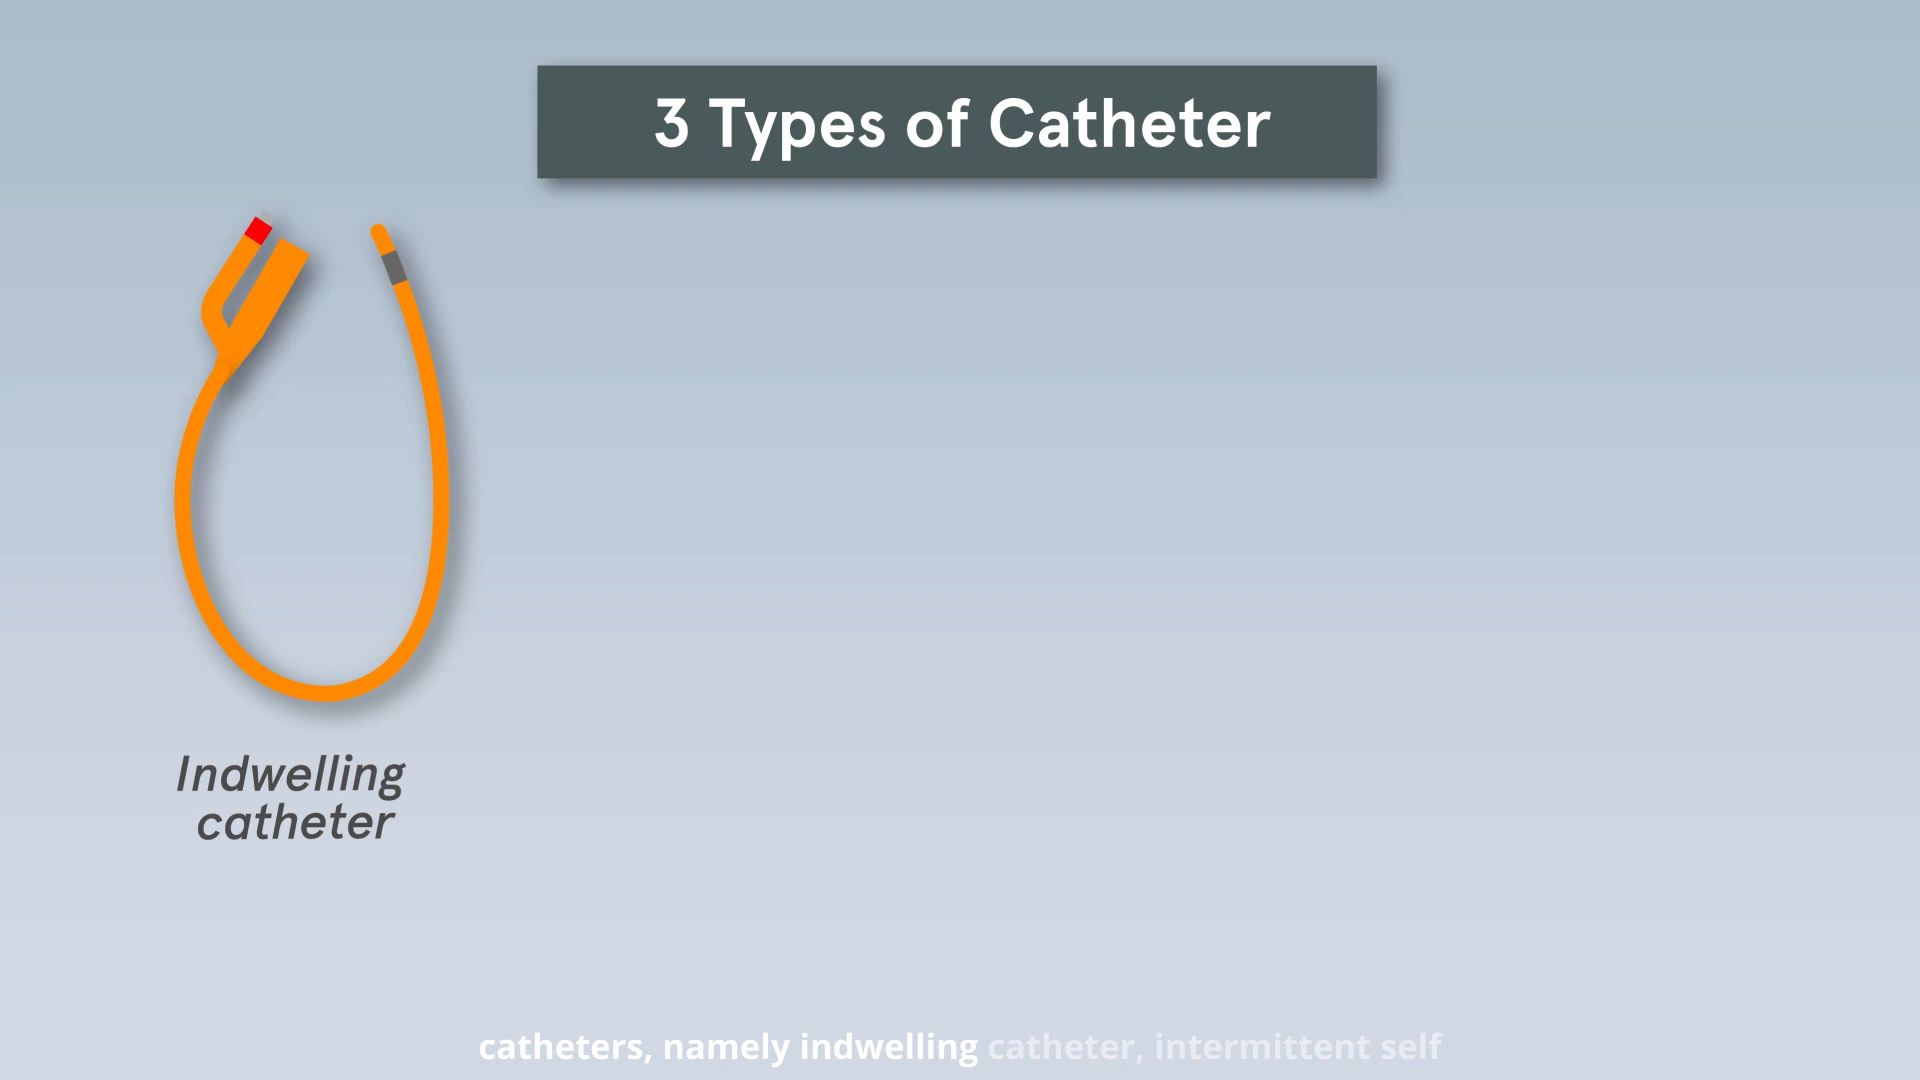 3 Types of Catheter
Indwelling
catheter
catheters, namely indwelling catheter, intermittent self